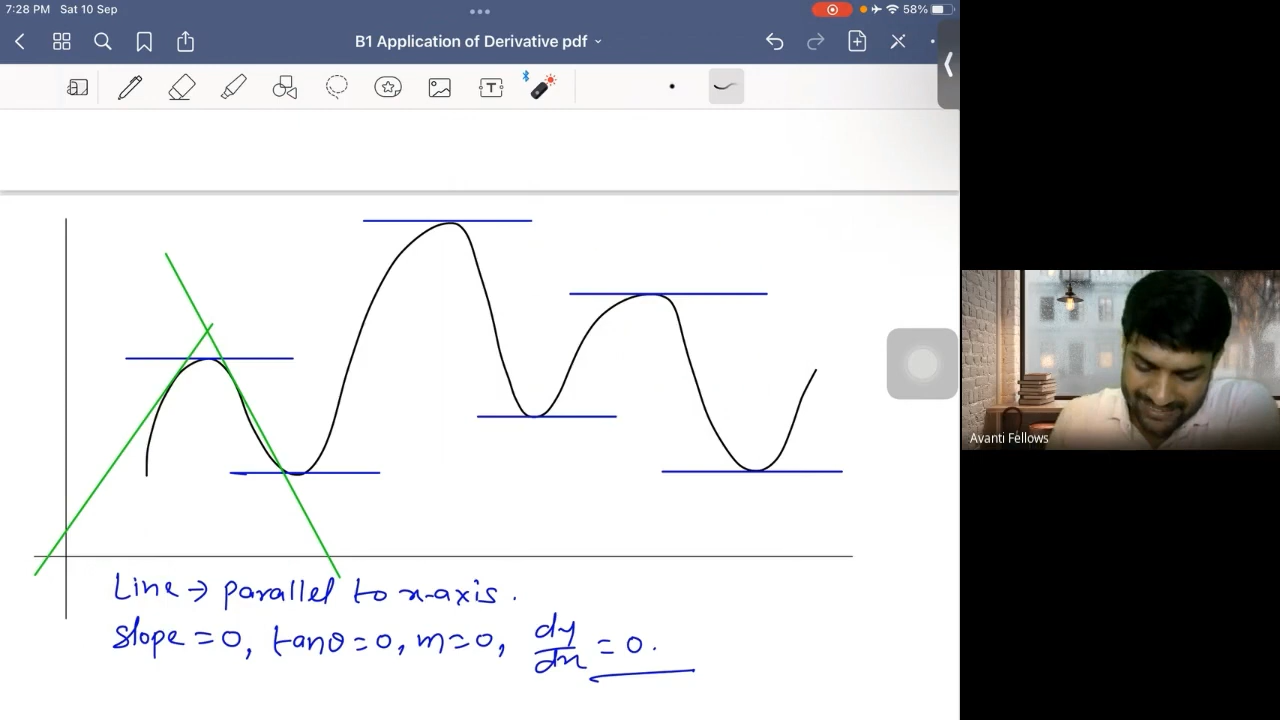 7:28 PM Sat 10 Sep
58%
B1 Application of Derivative pdf
T
Avanti Fellows
Line → parallel to x-axis.
slope = 0, tanθ = 0, m = 0, dy/dx = 0.